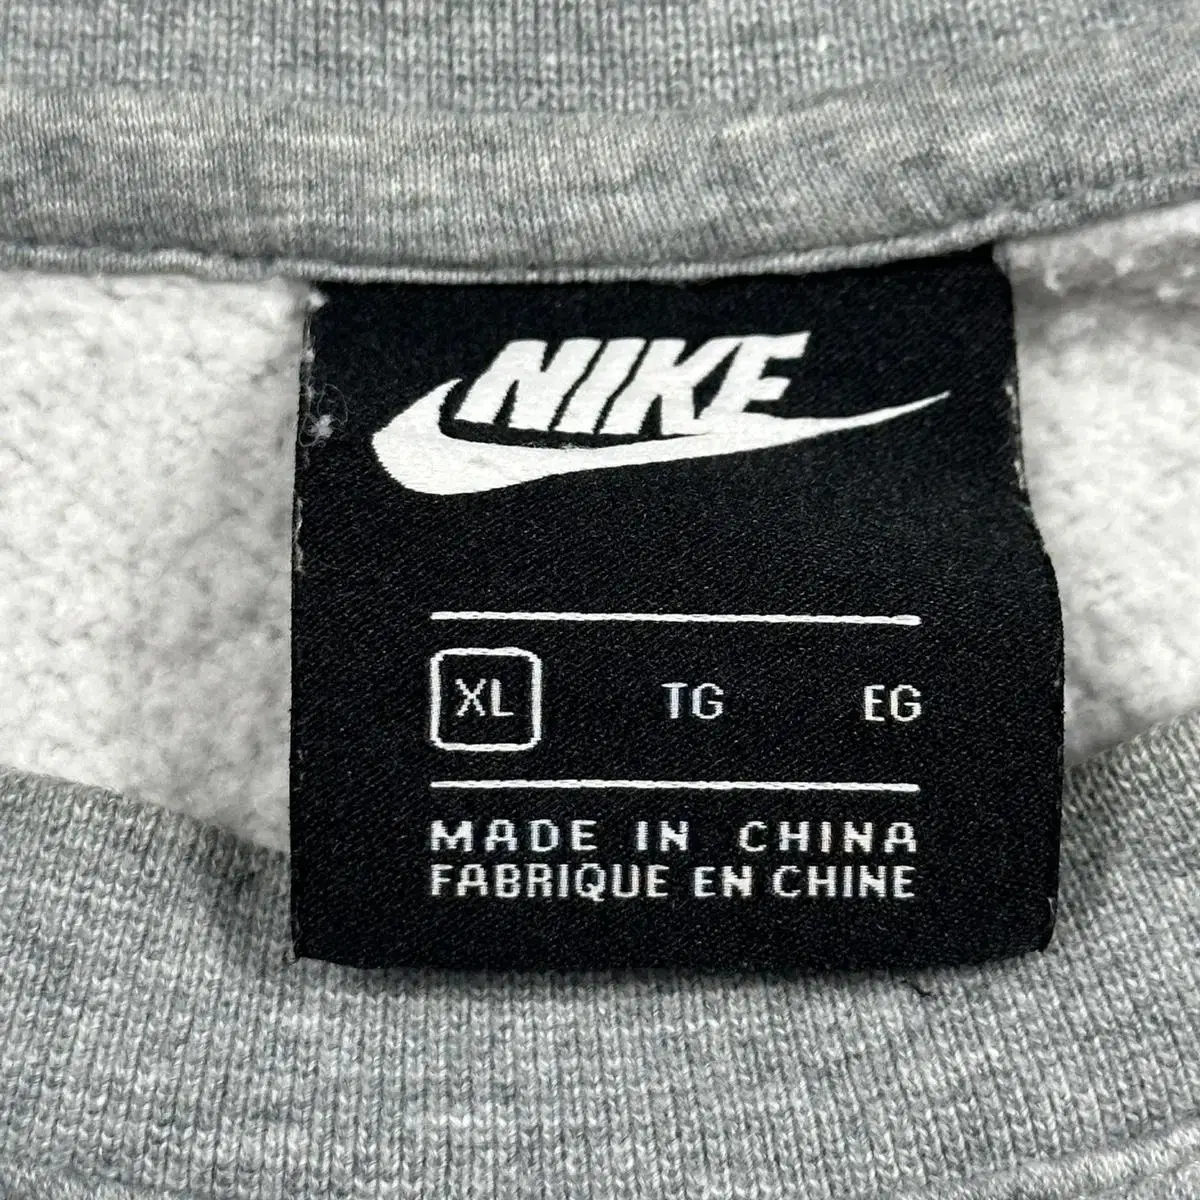 NIKE
XL TG EG
MADE IN CHINA
FABRIQUE EN CHINE